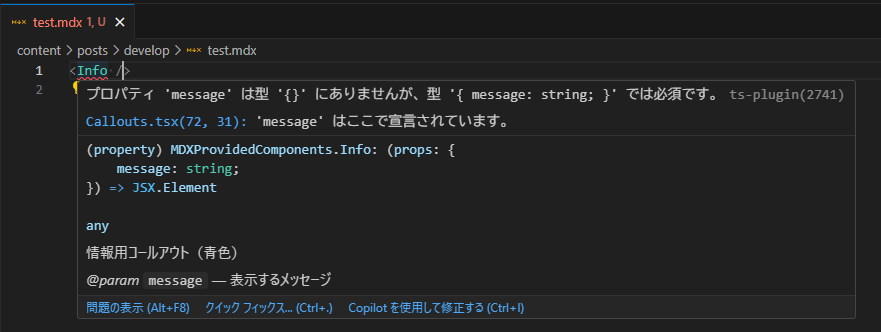 test.mdx 1, U
content > posts > develop > test.mdx
1 <Info />
2
プロパティ 'message' は型 '{}' にありませんが、型 '{ message: string; }' では必須です。 ts-plugin(2741)
Callouts.tsx(72, 31): 'message' はここで宣言されています。
(property) MDXProvidedComponents.Info: (props: {
    message: string;
}) => JSX.Element
any
情報用コールアウト（青色）
@param message — 表示するメッセージ
問題の表示 (Alt+F8) クイック フィックス... (Ctrl+.) Copilot を使用して修正する (Ctrl+I)